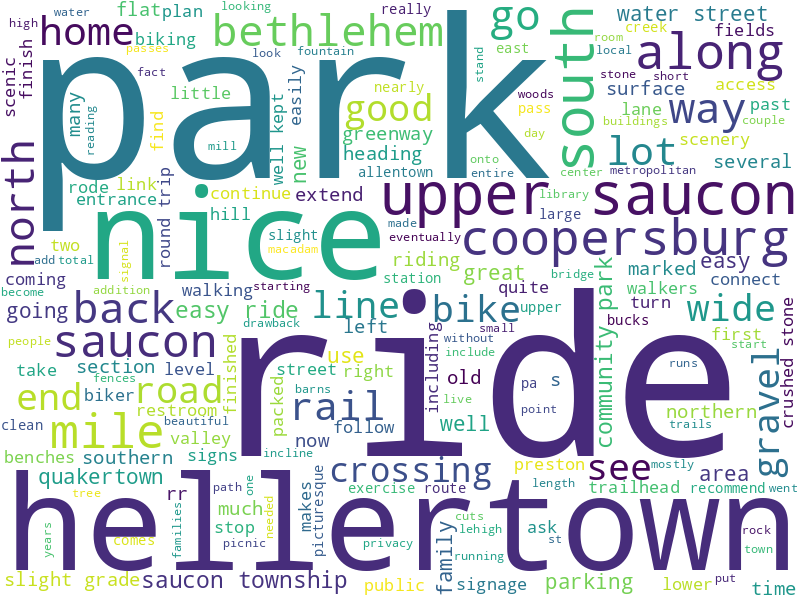 park
ride
hellertown
nice
upper saucon
coopersburg
bethlehem
home
go
south
along
way
lot
good
north
back
saucon
line
bike
wide
gravel
mile
road
rail
end
crossing
see
water
flat
plan
biking
really
looking
high
passes
scenic
finish
fact
look
fountain
east
stand
room
local
creek
water street
fields
surface
scenery
access
many
reading
little
find
easily
well kept
nearly
greenway
heading
new
allentown
mill
woods
pass
day
stone
short
buildings
couple
lane
past
several
rode
link
entrance
round trip
continue
extend
onto
entire
center
metropolitan
library
hill
made
large
two
add
total
signal
slight
macadam
eventually
riding
great
easy
marked
walkers
connect
coming
become
addition
walking
starting
station
bridge
quite
upper
turn
bucks
first
start
going
easy ride
drawback
left
without
small
include
including
community park
crushed stone
people
take
section
level
finished
street
right
use
old
pa
s
runs
fences
biker
restroom
barns
packed
now
follow
well
live
point
northern
trails
clean
beautiful
valley
incline
benches
southern
signs
preston
area
mostly
quakertown
rr
path
one
picturesque
makes
exercise
route
length
trailhead
recommend
went
tree
much
needed
privacy
cuts
lehigh
ask
rock
years
comes
stop
families
picnic
family
running
st
town
slight grade
saucon township
public
signage
parking
lower
put
time